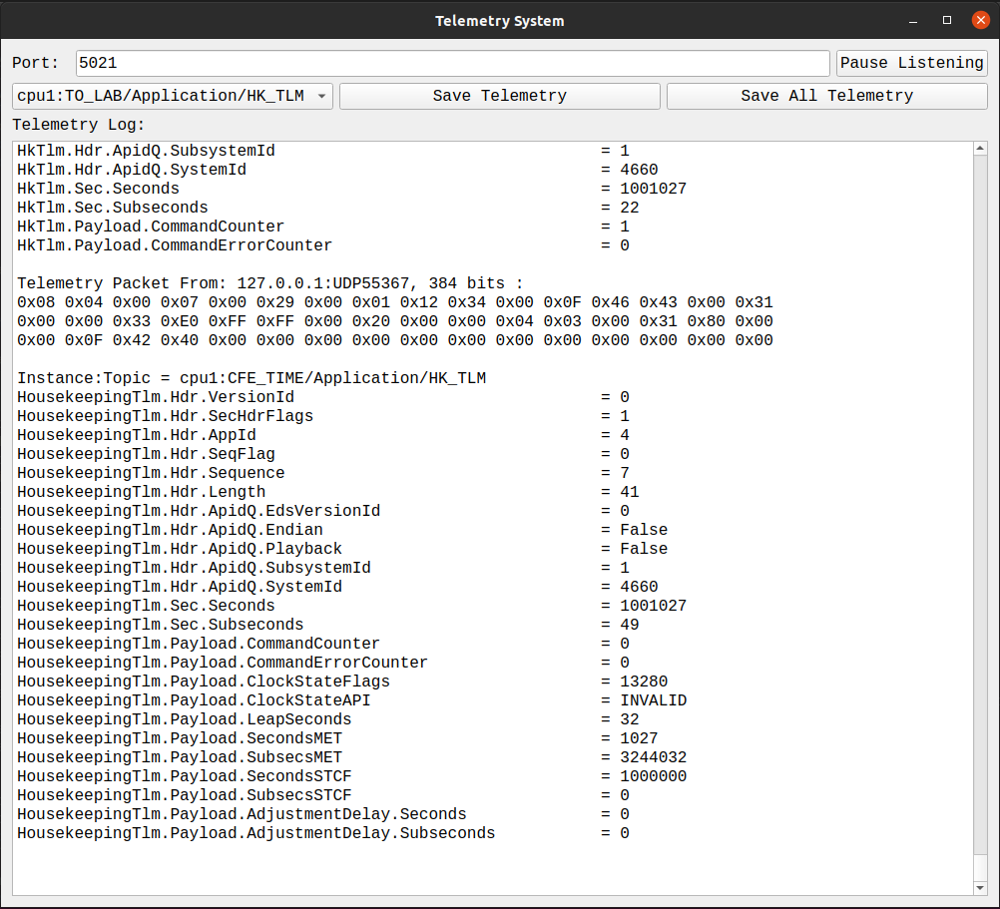 Telemetry System
Port: 5021 Pause Listening
cpu1:TO_LAB/Application/HK_TLM Save Telemetry Save All Telemetry
Telemetry Log:
HkTlm.Hdr.ApidQ.SubsystemId = 1
HkTlm.Hdr.ApidQ.SystemId = 4660
HkTlm.Sec.Seconds = 1001027
HkTlm.Sec.Subseconds = 22
HkTlm.Payload.CommandCounter = 1
HkTlm.Payload.CommandErrorCounter = 0
Telemetry Packet From: 127.0.0.1:UDP55367, 384 bits :
0x08 0x04 0x00 0x07 0x00 0x29 0x00 0x01 0x12 0x34 0x00 0x0F 0x46 0x43 0x00 0x31
0x00 0x00 0x33 0xE0 0xFF 0xFF 0x00 0x20 0x00 0x00 0x04 0x03 0x00 0x31 0x80 0x00
0x00 0x0F 0x42 0x40 0x00 0x00 0x00 0x00 0x00 0x00 0x00 0x00 0x00 0x00 0x00 0x00
Instance:Topic = cpu1:CFE_TIME/Application/HK_TLM
HousekeepingTlm.Hdr.VersionId = 0
HousekeepingTlm.Hdr.SecHdrFlags = 1
HousekeepingTlm.Hdr.AppId = 4
HousekeepingTlm.Hdr.SeqFlag = 0
HousekeepingTlm.Hdr.Sequence = 7
HousekeepingTlm.Hdr.Length = 41
HousekeepingTlm.Hdr.ApidQ.EdsVersionId = 0
HousekeepingTlm.Hdr.ApidQ.Endian = False
HousekeepingTlm.Hdr.ApidQ.Playback = False
HousekeepingTlm.Hdr.ApidQ.SubsystemId = 1
HousekeepingTlm.Hdr.ApidQ.SystemId = 4660
HousekeepingTlm.Sec.Seconds = 1001027
HousekeepingTlm.Sec.Subseconds = 49
HousekeepingTlm.Payload.CommandCounter = 0
HousekeepingTlm.Payload.CommandErrorCounter = 0
HousekeepingTlm.Payload.ClockStateFlags = 13280
HousekeepingTlm.Payload.ClockStateAPI = INVALID
HousekeepingTlm.Payload.LeapSeconds = 32
HousekeepingTlm.Payload.SecondsMET = 1027
HousekeepingTlm.Payload.SubsecsMET = 3244032
HousekeepingTlm.Payload.SecondsSTCF = 1000000
HousekeepingTlm.Payload.SubsecsSTCF = 0
HousekeepingTlm.Payload.AdjustmentDelay.Seconds = 0
HousekeepingTlm.Payload.AdjustmentDelay.Subseconds = 0